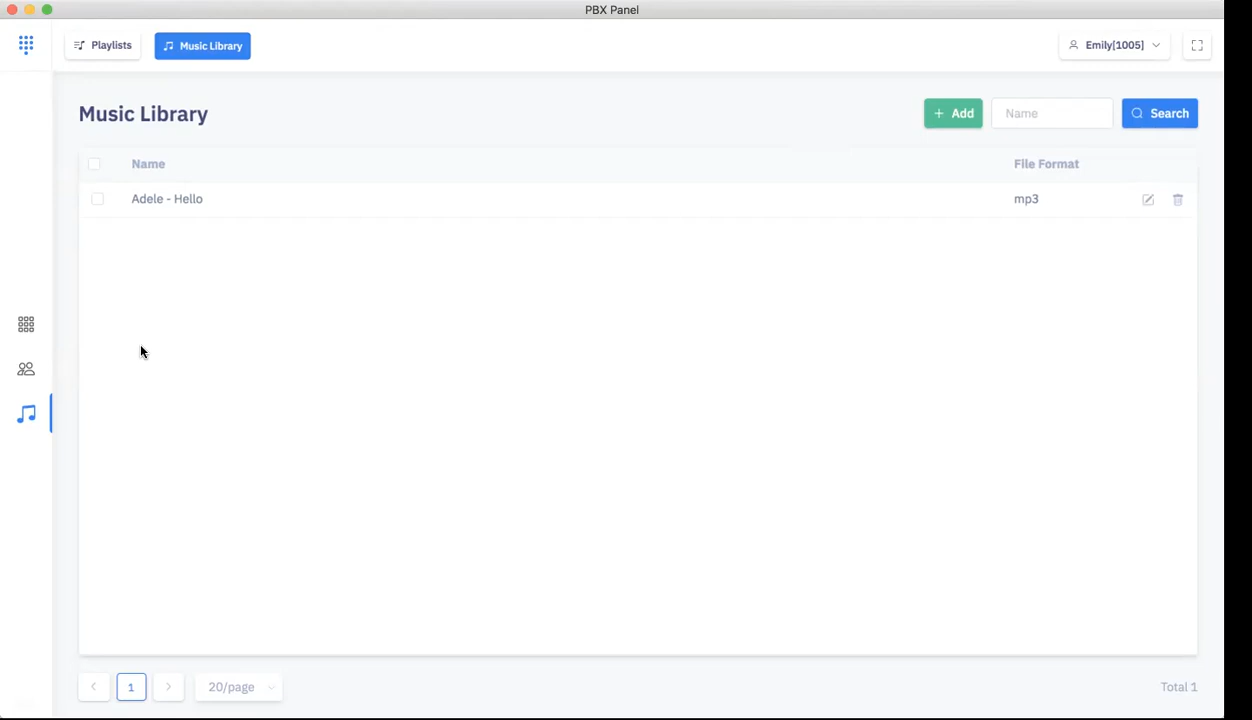 PBX Panel
Playlists
Music Library
Emily[1005]
Music Library
Add
Name
Search
Name
File Format
Adele - Hello
mp3
1
20/page
Total 1